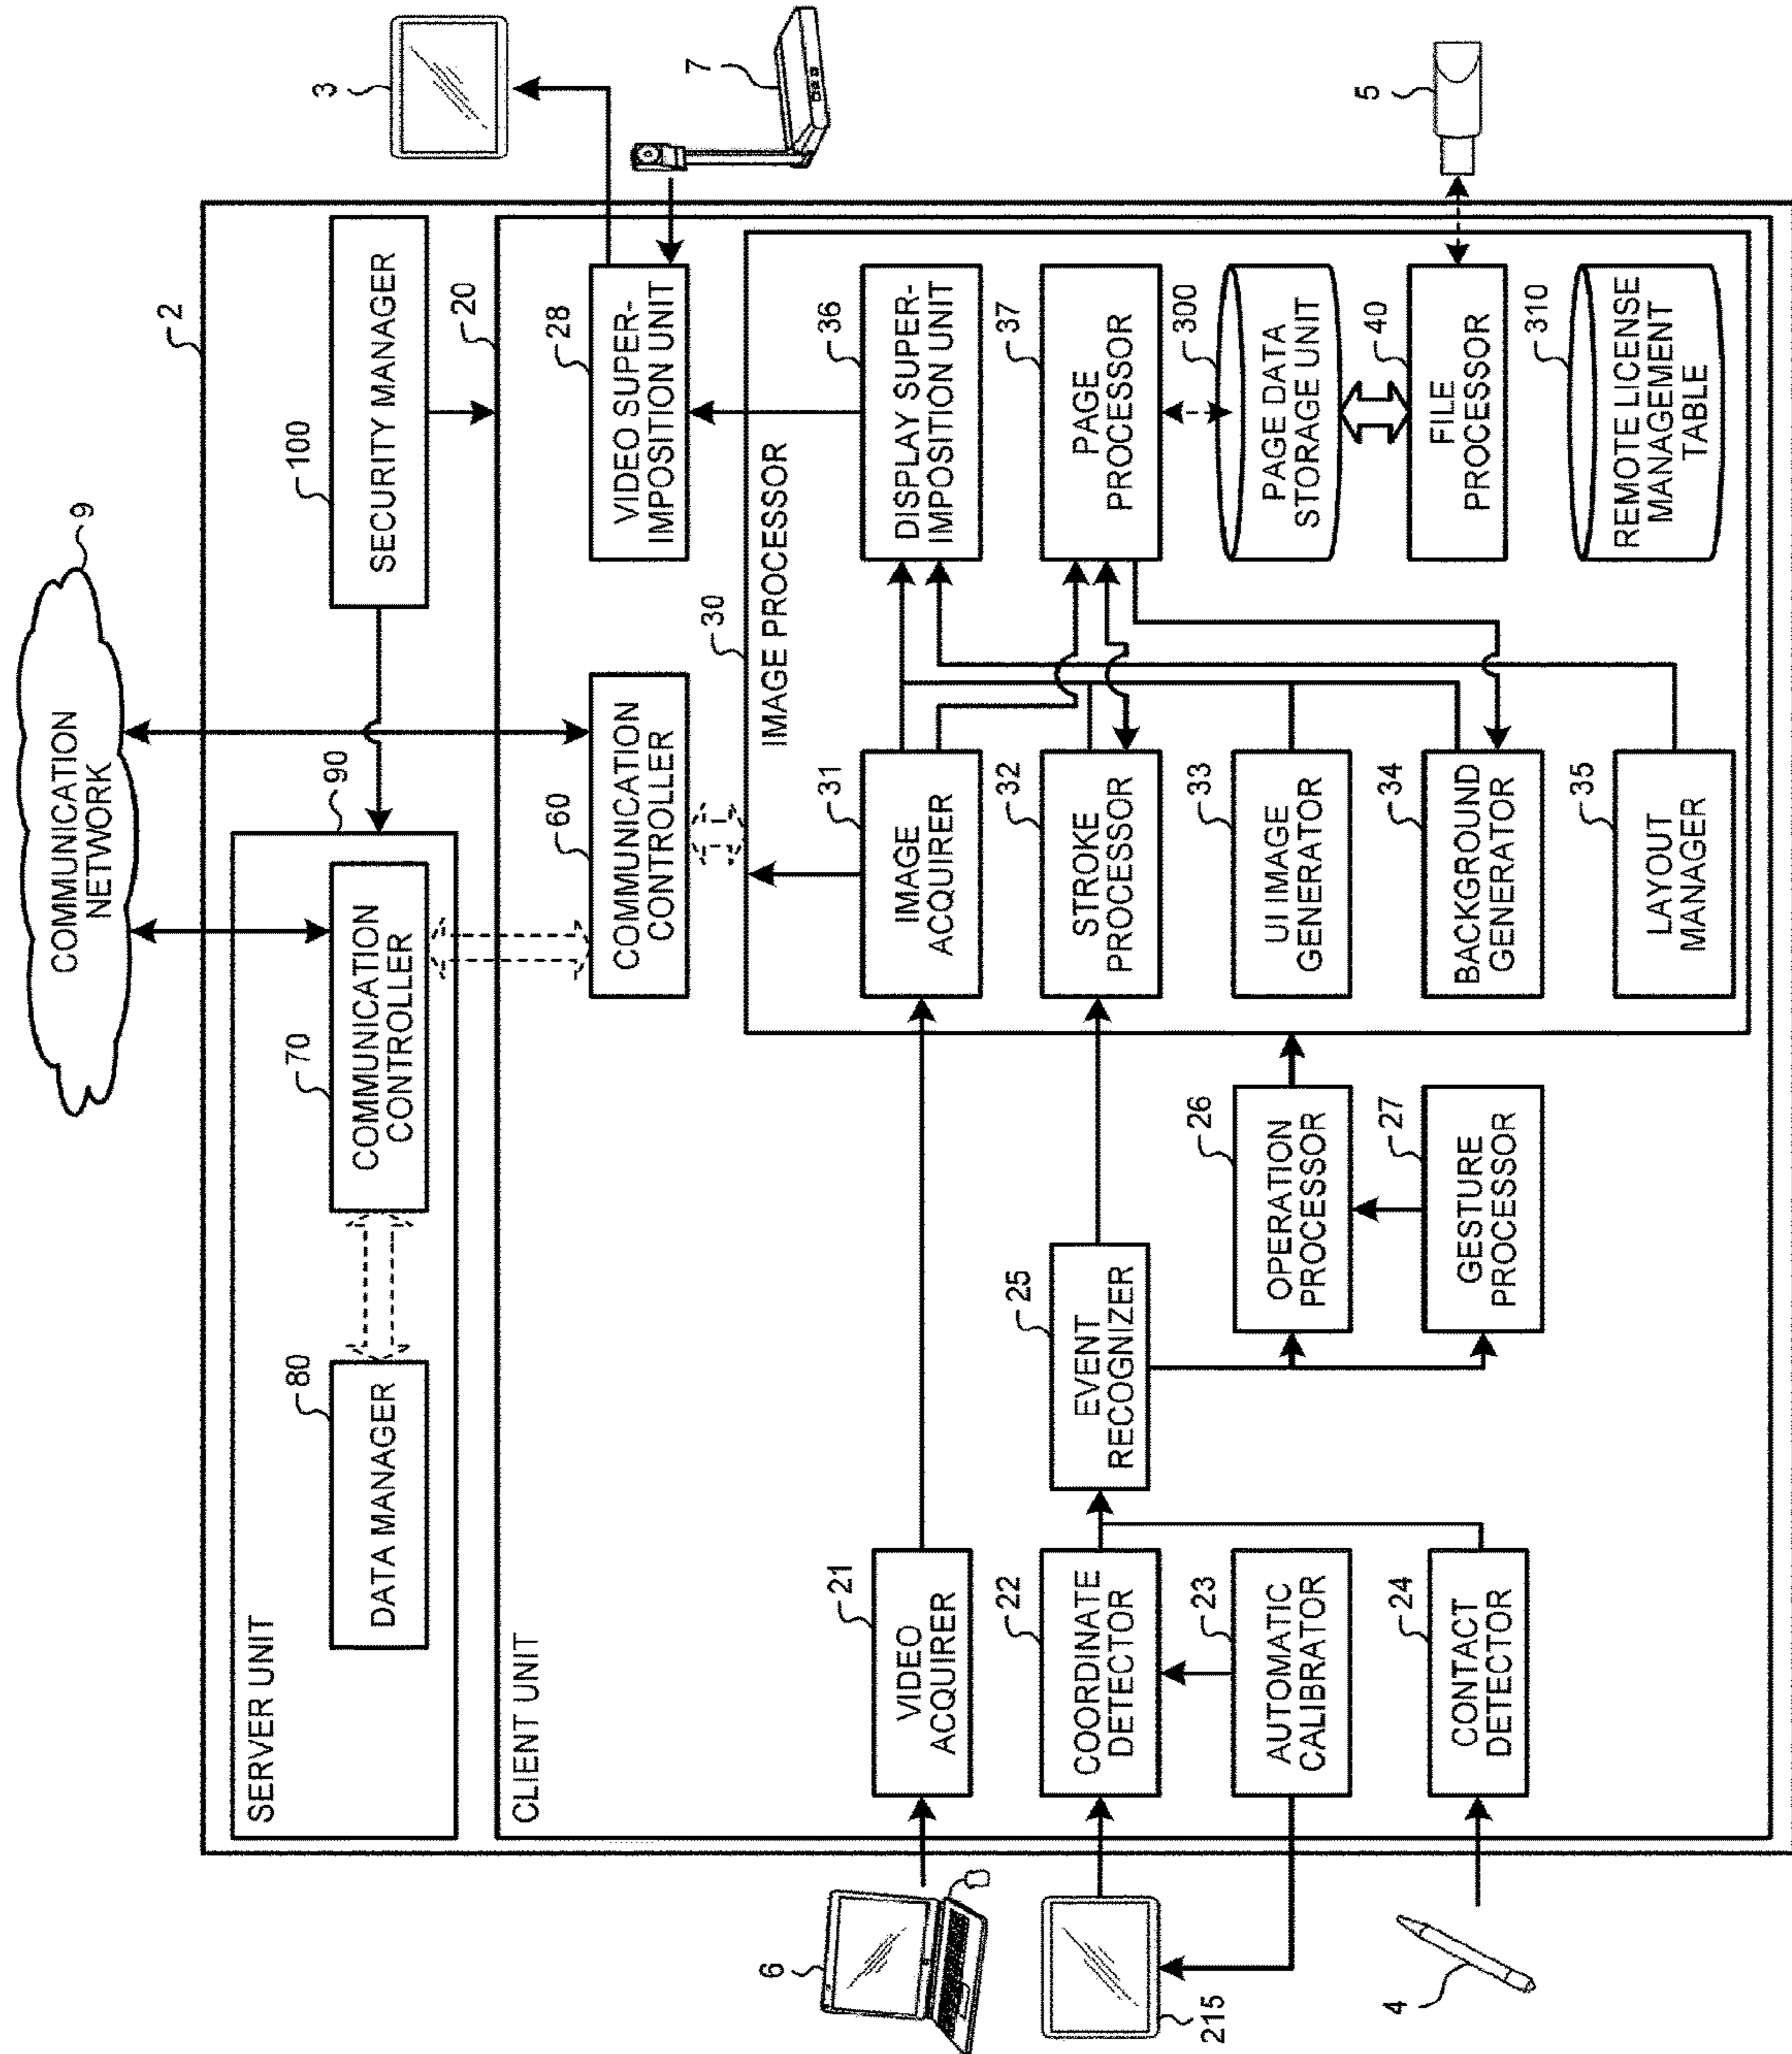 COMMUNICATION
NETWORK
9
2
SERVER UNIT
90
80
DATA MANAGER
70
COMMUNICATION
CONTROLLER
100
SECURITY MANAGER
3
CLIENT UNIT
20
60
COMMUNICATION
CONTROLLER
28
VIDEO SUPER-
IMPOSITION UNIT
7
30
IMAGE PROCESSOR
6
21
VIDEO
ACQUIRER
31
IMAGE
ACQUIRER
36
DISPLAY SUPER-
IMPOSITION UNIT
215
22
COORDINATE
DETECTOR
25
EVENT
RECOGNIZER
32
STROKE
PROCESSOR
37
PAGE
PROCESSOR
23
AUTOMATIC
CALIBRATOR
26
OPERATION
PROCESSOR
33
UI IMAGE
GENERATOR
300
PAGE DATA
STORAGE UNIT
4
24
CONTACT
DETECTOR
27
GESTURE
PROCESSOR
34
BACKGROUND
GENERATOR
40
FILE
PROCESSOR
5
35
LAYOUT
MANAGER
310
REMOTE LICENSE
MANAGEMENT
TABLE